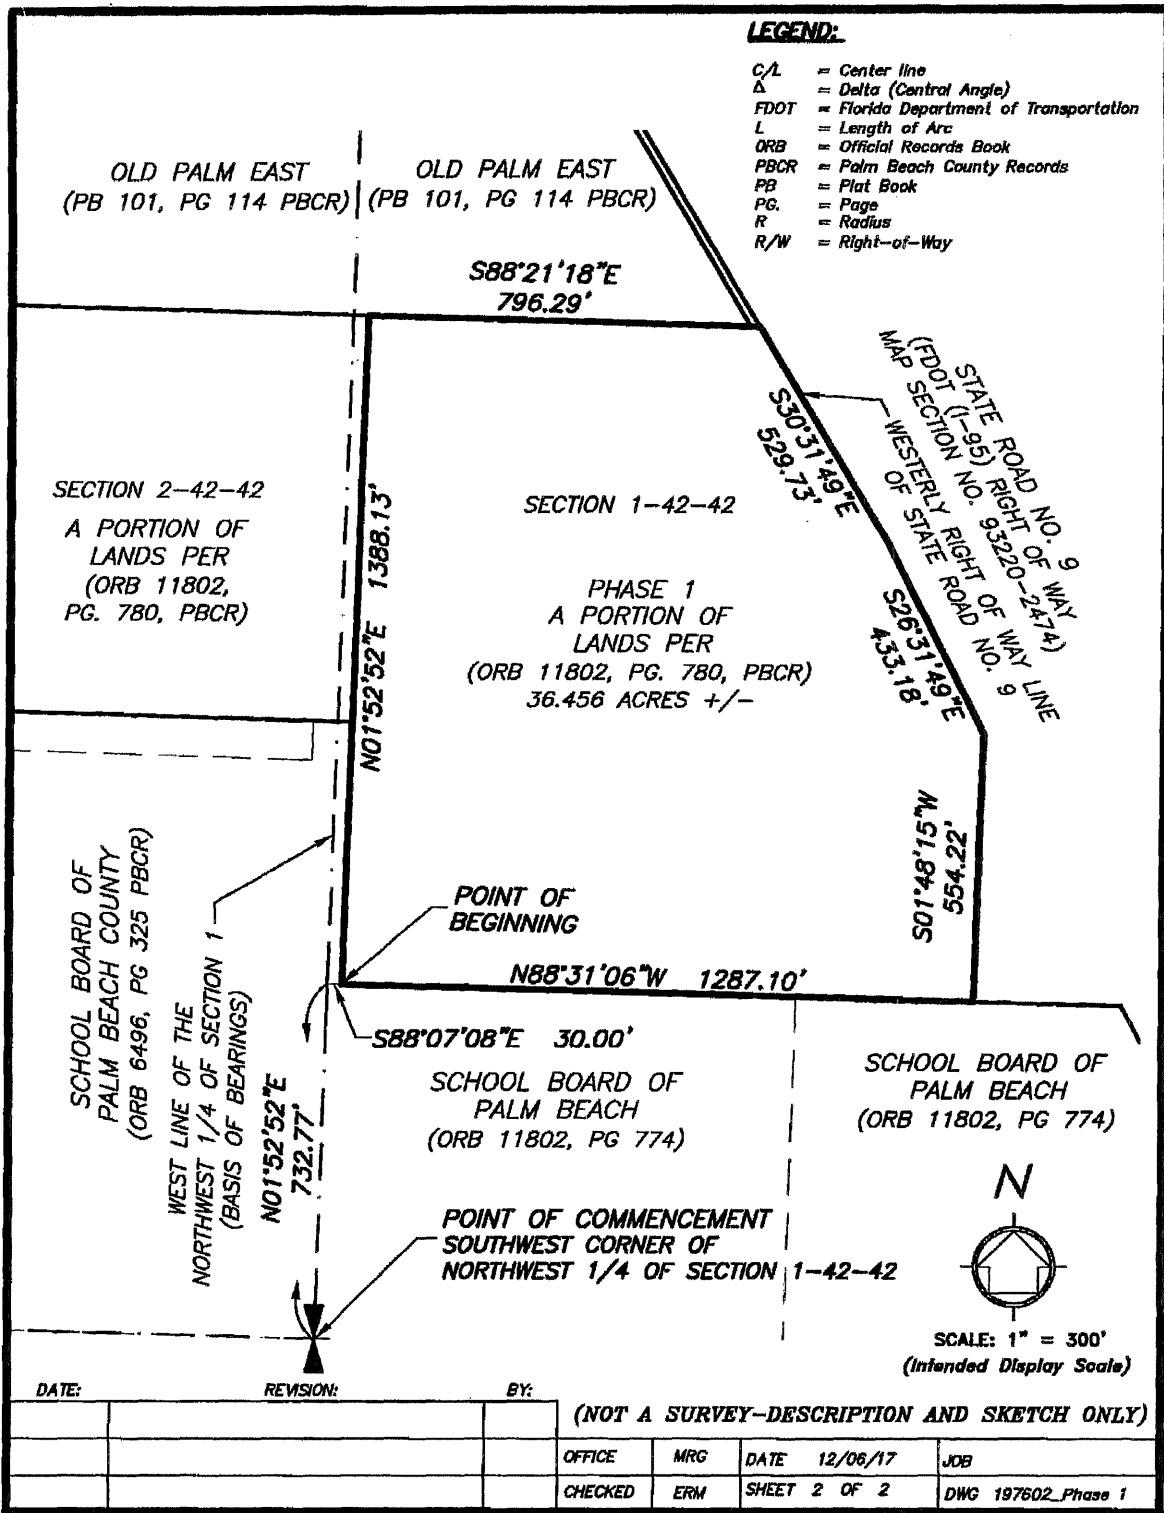 LEGEND:
C/L = Center line
Δ = Delta (Central Angle)
FDOT = Florida Department of Transportation
L = Length of Arc
ORB = Official Records Book
PBCR = Palm Beach County Records
PB = Plat Book
PG. = Page
R = Radius
R/W = Right-of-Way
OLD PALM EAST
(PB 101, PG 114 PBCR)
OLD PALM EAST
(PB 101, PG 114 PBCR)
S88°21'18"E
796.29'
STATE ROAD NO. 9
(FDOT (I-95) RIGHT OF WAY
MAP SECTION NO. 93220-2474)
WESTERLY RIGHT OF WAY LINE
OF STATE ROAD NO. 9
S30°31'49"E
529.73'
SECTION 2-42-42
A PORTION OF
LANDS PER
(ORB 11802,
PG. 780, PBCR)
N01°52'52"E 1388.13'
SECTION 1-42-42
PHASE 1
A PORTION OF
LANDS PER
(ORB 11802, PG. 780, PBCR)
36.456 ACRES +/-
S26°31'49"E
433.18'
S01°48'15"W
554.22'
SCHOOL BOARD OF
PALM BEACH COUNTY
(ORB 6496, PG 325 PBCR)
WEST LINE OF THE
NORTHWEST 1/4 OF SECTION 1
(BASIS OF BEARINGS)
POINT OF
BEGINNING
N88°31'06"W 1287.10'
S88°07'08"E 30.00'
N01°52'52"E
732.77'
SCHOOL BOARD OF
PALM BEACH
(ORB 11802, PG 774)
SCHOOL BOARD OF
PALM BEACH
(ORB 11802, PG 774)
POINT OF COMMENCEMENT
SOUTHWEST CORNER OF
NORTHWEST 1/4 OF SECTION 1-42-42
N
SCALE: 1" = 300'
(Intended Display Scale)
DATE: REVISION: BY:
(NOT A SURVEY-DESCRIPTION AND SKETCH ONLY)
OFFICE MRG DATE 12/06/17 JOB
CHECKED ERM SHEET 2 OF 2 DWG 197602_Phase 1